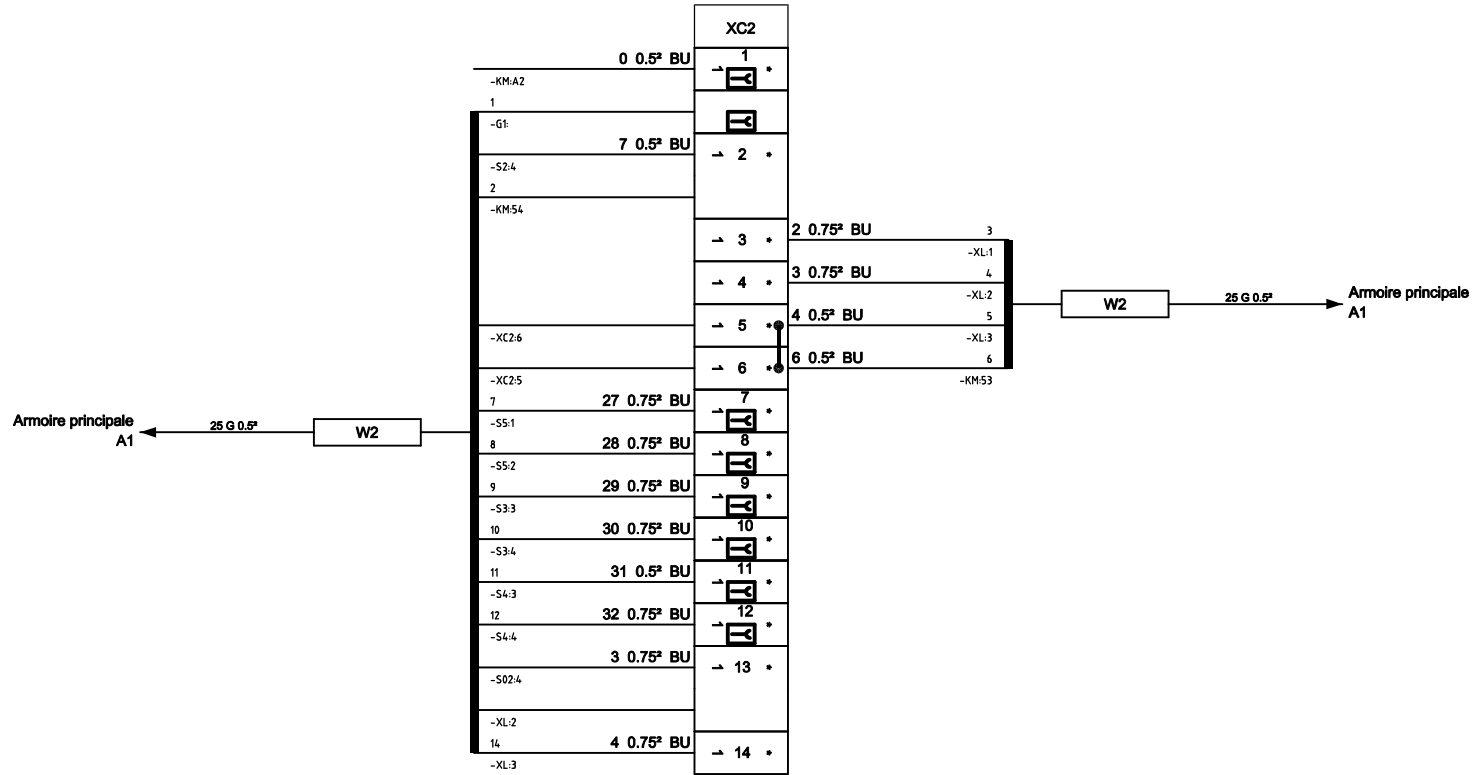 XC2
0 0.5² BU
1
-KM:A2
1
-G1:
7 0.5² BU
2
-S2:4
2
-KM:54
3
2 0.75² BU
3
-XL:1
4
3 0.75² BU
4
-XL:2
5
4 0.5² BU
5
-XC2:6
-XL:3
6
6 0.5² BU
6
-XC2:5
-KM:53
W2
25 G 0.5²
Armoire principale
A1
7
27 0.75² BU
7
-S5:1
8
28 0.75² BU
8
-S5:2
Armoire principale
A1
25 G 0.5²
W2
9
29 0.75² BU
9
-S3:3
10
30 0.75² BU
10
-S3:4
11
31 0.5² BU
11
-S4:3
12
32 0.75² BU
12
-S4:4
3 0.75² BU
13
-S02:4
-XL:2
14
4 0.75² BU
14
-XL:3